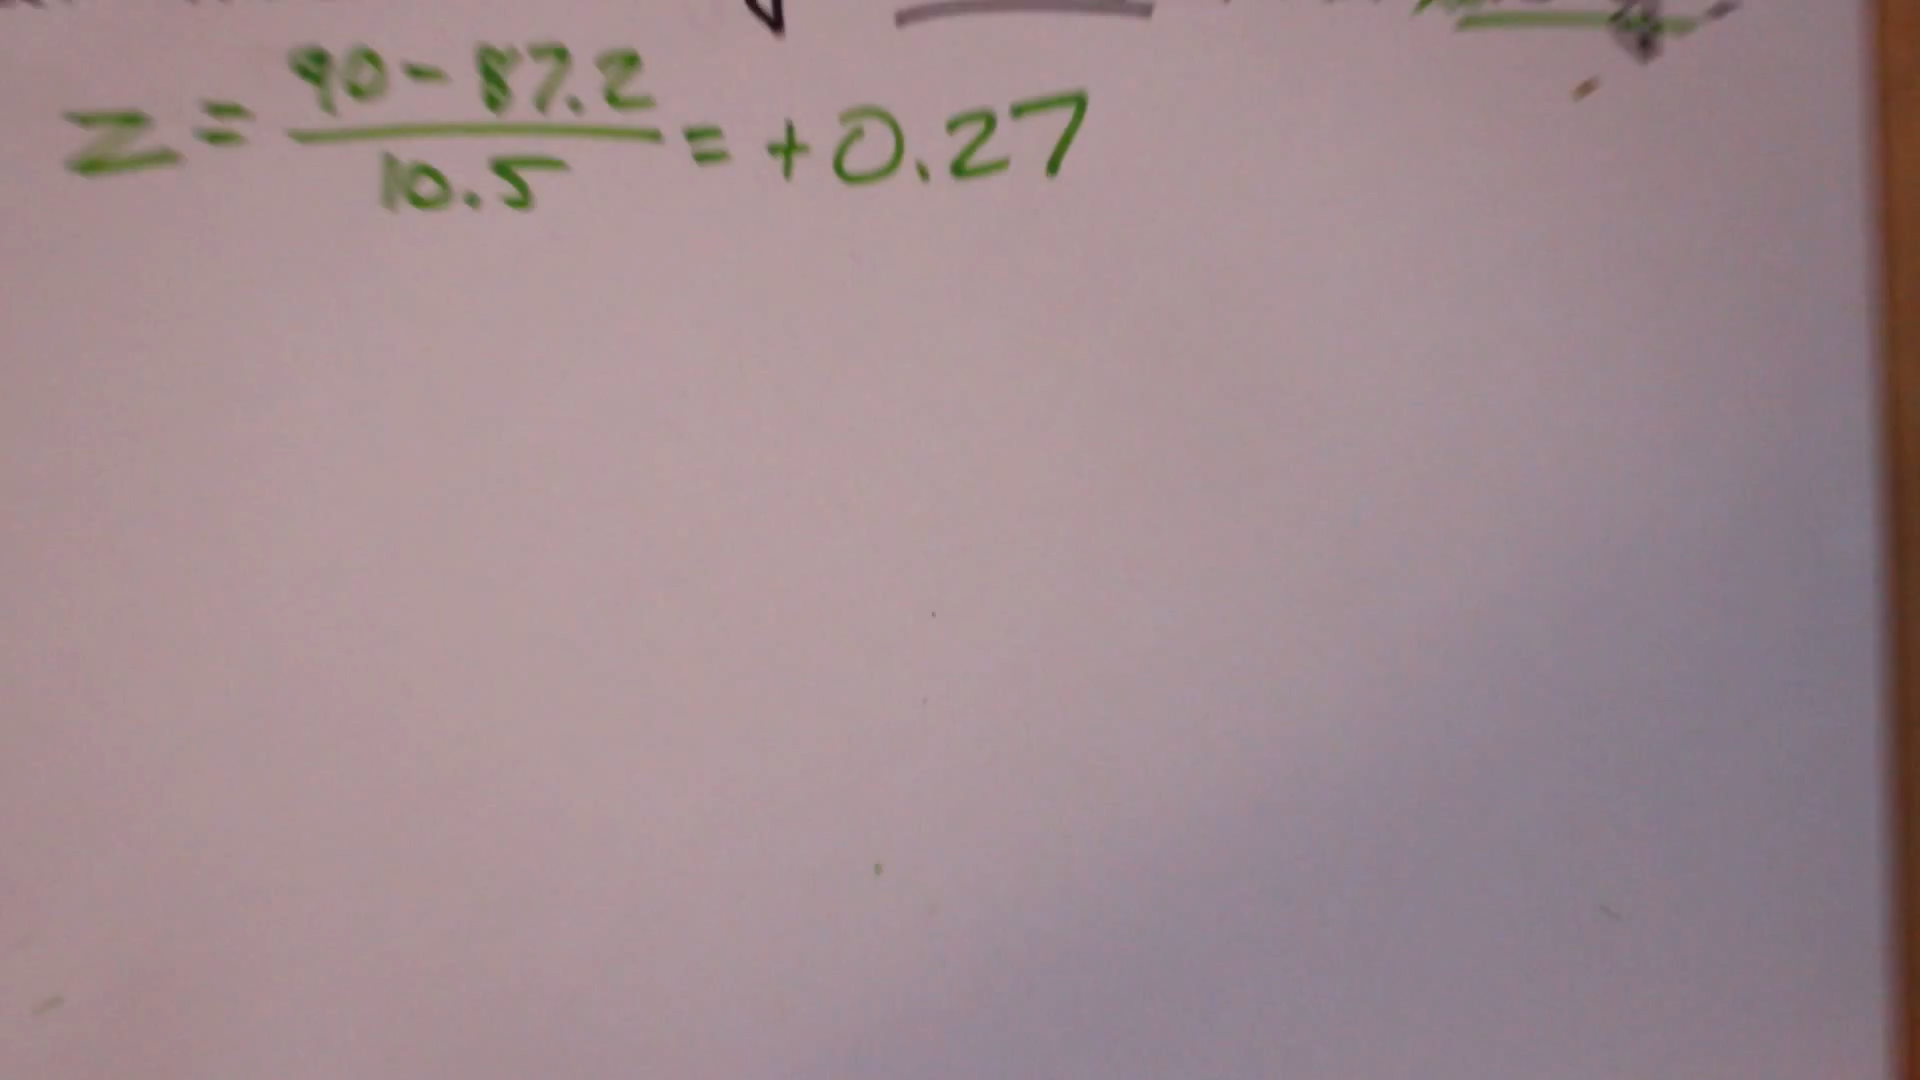 z = 90 - 87.2 / 10.5 = +0.27